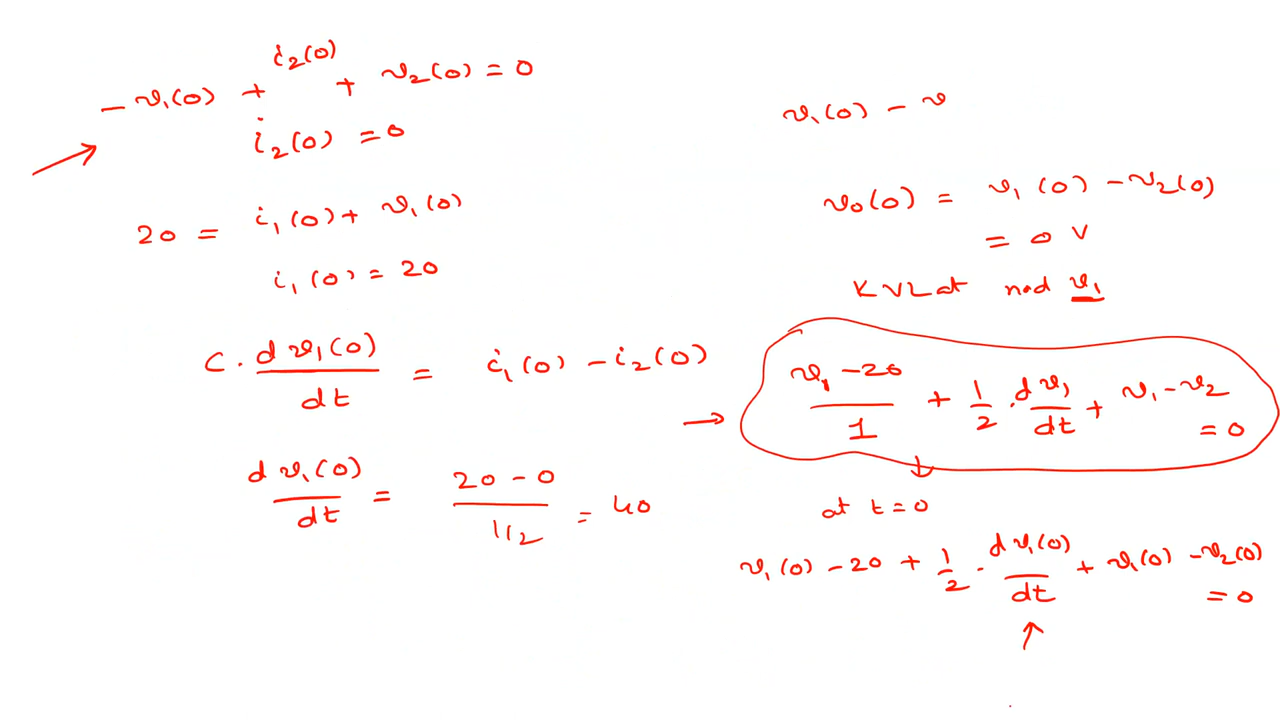 - v₁(0) + i₂(0) + v₂(0) = 0
i₂(0) = 0
20 = i₁(0) + v₁(0)
i₁(0) = 20
C · d v₁(0) / dt = i₁(0) - i₂(0)
d v₁(0) / dt = (20 - 0) / (1/2) = 40
v₁(0) - v
v₀(0) = v₁(0) - v₂(0)
= 0 V
KVL at nod v₁
→ (v₁ - 20) / 1 + 1/2 · dv₁/dt + v₁ - v₂
= 0
↓
at t = 0
v₁(0) - 20 + 1/2 · d v₁(0)/dt + v₁(0) - v₂(0)
= 0
↑